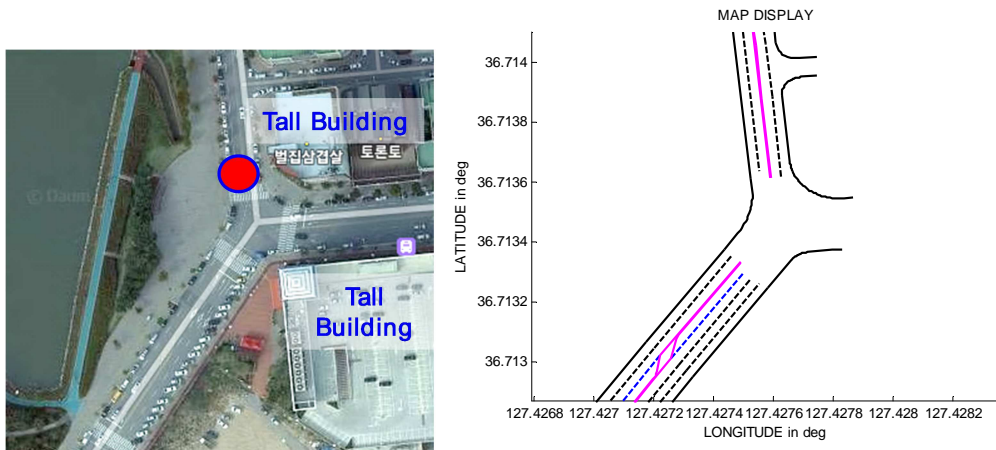 Tall Building
벌집삼겹살
토론토
© Daum
Tall
Building
MAP DISPLAY
LATITUDE in deg
36.714
36.7138
36.7136
36.7134
36.7132
36.713
127.4268 127.427 127.4272 127.4274 127.4276 127.4278 127.428 127.4282
LONGITUDE in deg